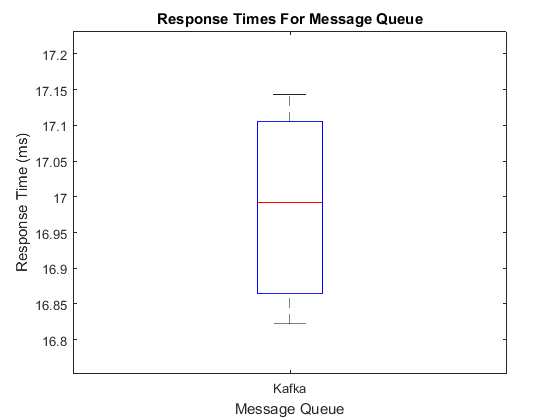 Response Times For Message Queue
17.2
17.15
17.1
17.05
17
16.95
16.9
16.85
16.8
Response Time (ms)
Kafka
Message Queue